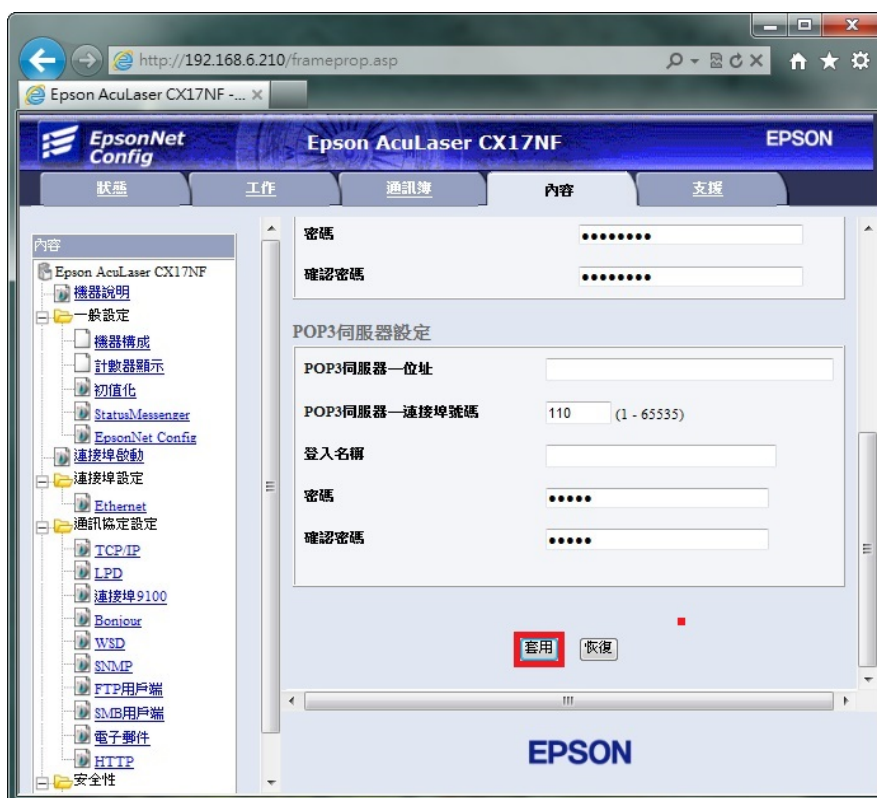 http://192.168.6.210/frameprop.asp
Epson AcuLaser CX17NF -...
EpsonNet
Config
Epson AcuLaser CX17NF
EPSON
狀態
工作
通訊簿
內容
支援
內容
Epson AcuLaser CX17NF
機器說明
一般設定
機器構成
計數器顯示
初值化
StatusMessenger
EpsonNet Config
連接埠啟動
連接埠設定
Ethernet
通訊協定設定
TCP/IP
LPD
連接埠9100
Bonjour
WSD
SNMP
FTP用戶端
SMB用戶端
電子郵件
HTTP
安全性
密碼 ••••••••
確認密碼 ••••••••
POP3伺服器設定
POP3伺服器—位址
POP3伺服器—連接埠號碼 110 (1 - 65535)
登入名稱
密碼 •••••
確認密碼 •••••
套用 恢復
EPSON